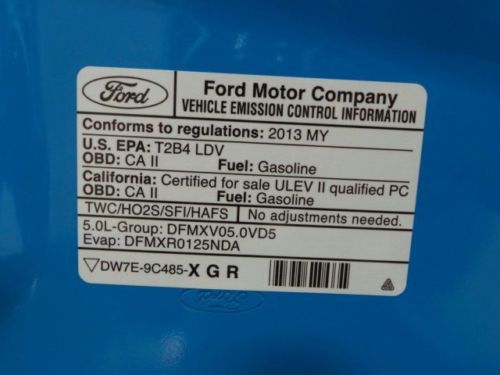 Ford
Ford Motor Company
VEHICLE EMISSION CONTROL INFORMATION
Conforms to regulations: 2013 MY
U.S. EPA: T2B4 LDV
OBD: CA II Fuel: Gasoline
California: Certified for sale ULEV II qualified PC
OBD: CA II Fuel: Gasoline
TWC/HO2S/SFI/HAFS No adjustments needed.
5.0L-Group: DFMXV05.0VD5
Evap: DFMXR0125NDA
▽DW7E-9C485-X G R
Ford